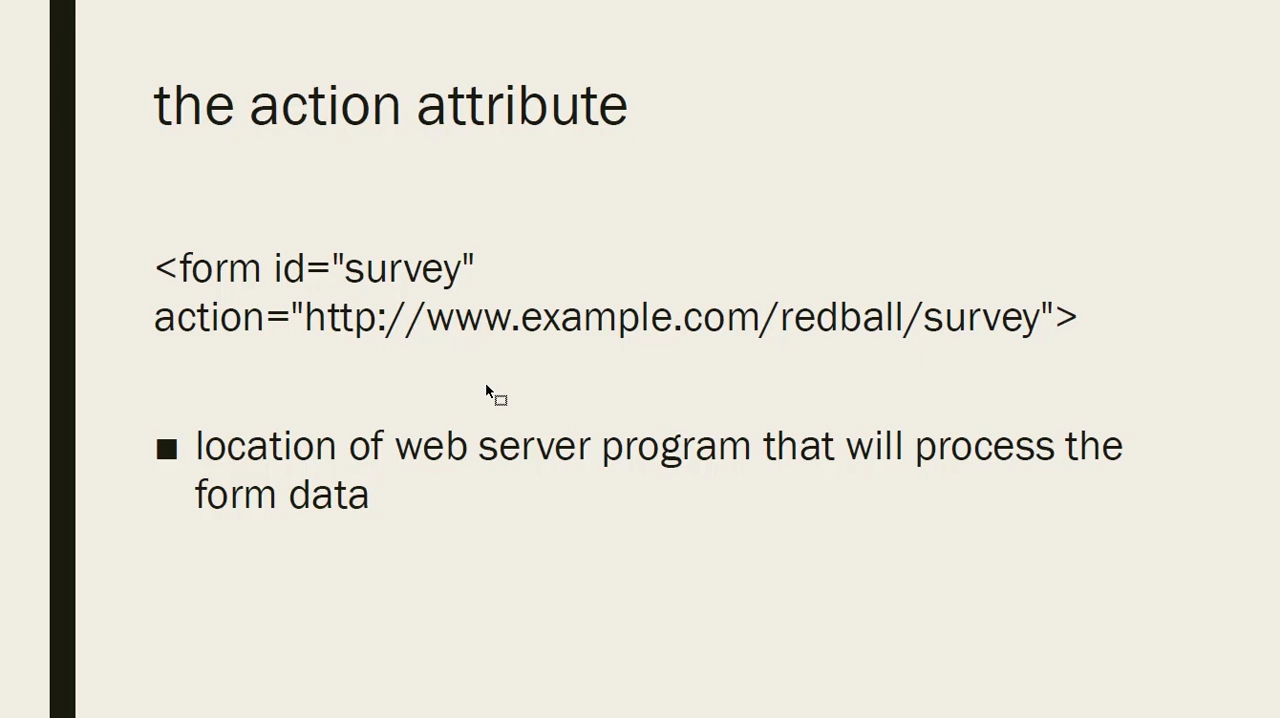 the action attribute
<form id="survey"
action="http://www.example.com/redball/survey">
■ location of web server program that will process the
form data